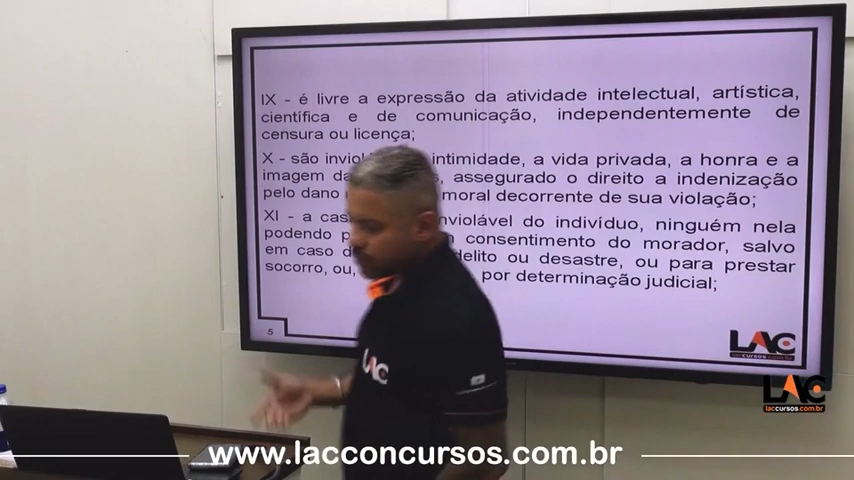 IX - é livre a expressão da atividade intelectual, artística,
científica e de comunicação, independentemente de
censura ou licença;
X - são intimidade, a vida privada, a honra e a
imagem assegurado o direito a indenização
pelo dano moral decorrente de sua violação;
XI - a inviolável do indivíduo, ninguém nela
podendo consentimento do morador, salvo
em caso delito ou desastre, ou para prestar
socorro, ou, por determinação judicial;
5
LAC
laccursos.com.br
LAC
LAC
laccursos.com.br
www.lacconcursos.com.br